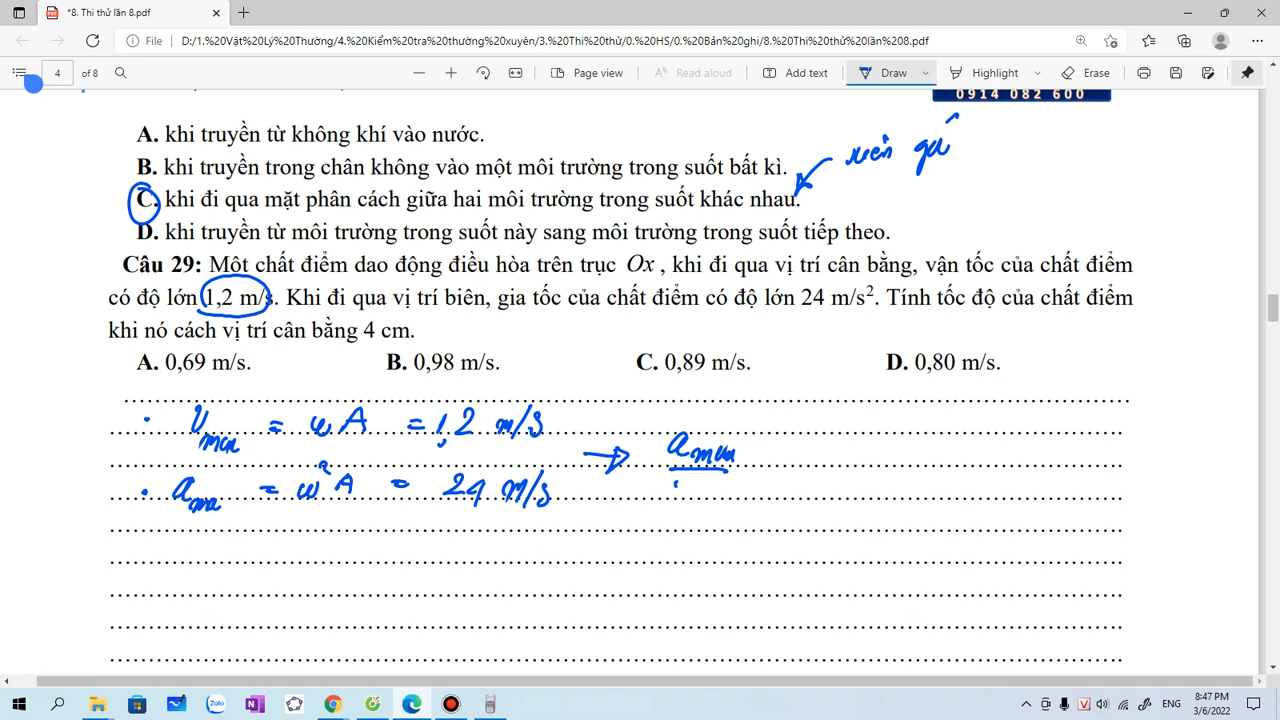 *8. Thi thử lần 8.pdf
File D:/1.%20Vật%20Lý%20Thường/4.%20Kiểm%20tra%20thường%20xuyên/3.%20Thi%20thử/0.%20HS/0.%20Bản%20ghi/8.%20Thi%20thử%20lần%208.pdf
4 of 8 Page view Read aloud Add text Draw Highlight Erase
0914 082 600
A. khi truyền từ không khí vào nước.
B. khi truyền trong chân không vào một môi trường trong suốt bất kì.
C. khi đi qua mặt phân cách giữa hai môi trường trong suốt khác nhau.
D. khi truyền từ môi trường trong suốt này sang môi trường trong suốt tiếp theo.
Câu 29: Một chất điểm dao động điều hòa trên trục Ox, khi đi qua vị trí cân bằng, vận tốc của chất điểm
có độ lớn 1,2 m/s. Khi đi qua vị trí biên, gia tốc của chất điểm có độ lớn 24 m/s². Tính tốc độ của chất điểm
khi nó cách vị trí cân bằng 4 cm.
A. 0,69 m/s. B. 0,98 m/s. C. 0,89 m/s. D. 0,80 m/s.
. v max = ωA = 1,2 m/s
→ a max
. a max = ω²A = 24 m/s
8:47 PM
ENG
3/6/2022